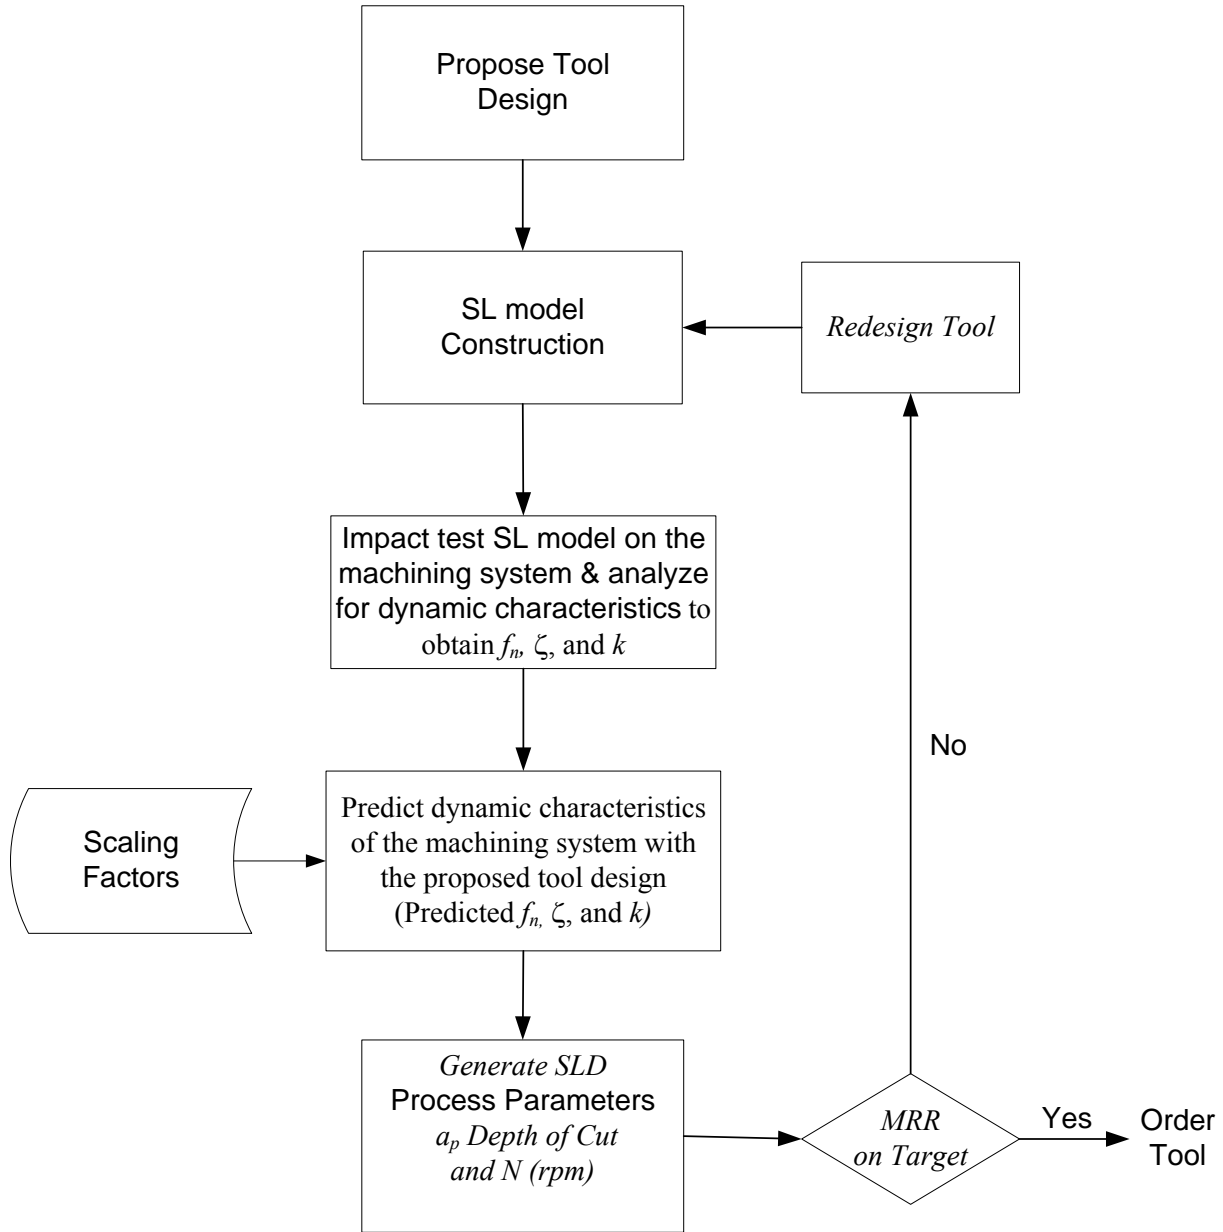 Propose Tool
Design
SL model
Construction
Redesign Tool
Impact test SL model on the
machining system & analyze
for dynamic characteristics to
obtain fn, ζ, and k
No
Scaling
Factors
Predict dynamic characteristics
of the machining system with
the proposed tool design
(Predicted fn, ζ, and k)
Generate SLD
Process Parameters
ap Depth of Cut
and N (rpm)
MRR
on Target
Yes
Order
Tool